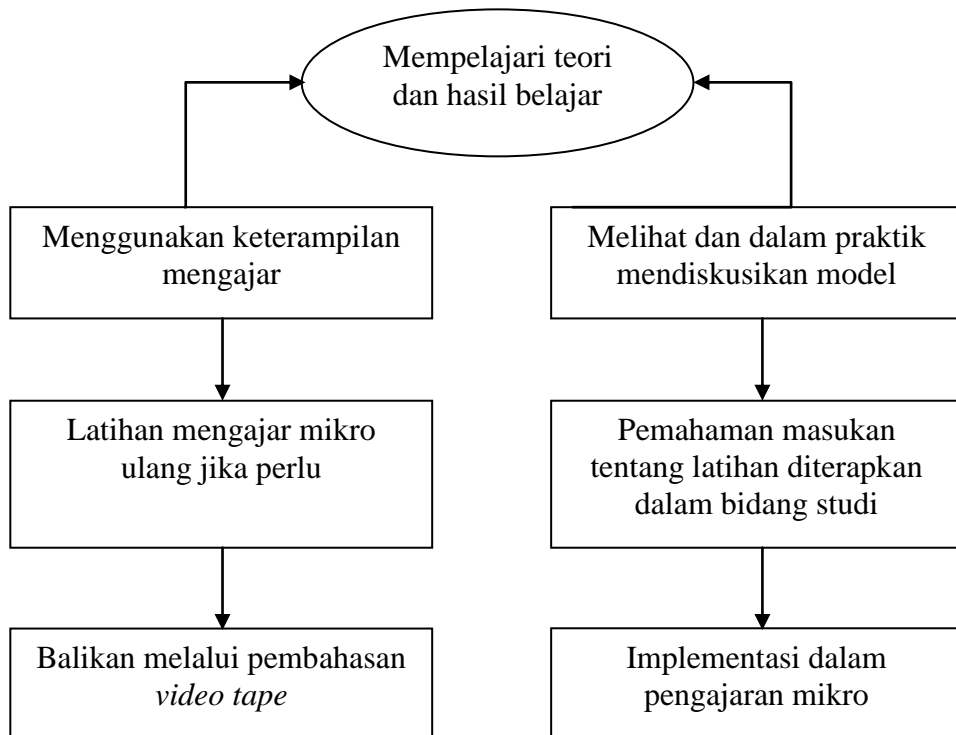 Mempelajari teori
dan hasil belajar
Menggunakan keterampilan
mengajar
Melihat dan dalam praktik
mendiskusikan model
Latihan mengajar mikro
ulang jika perlu
Pemahaman masukan
tentang latihan diterapkan
dalam bidang studi
Balikan melalui pembahasan
video tape
Implementasi dalam
pengajaran mikro